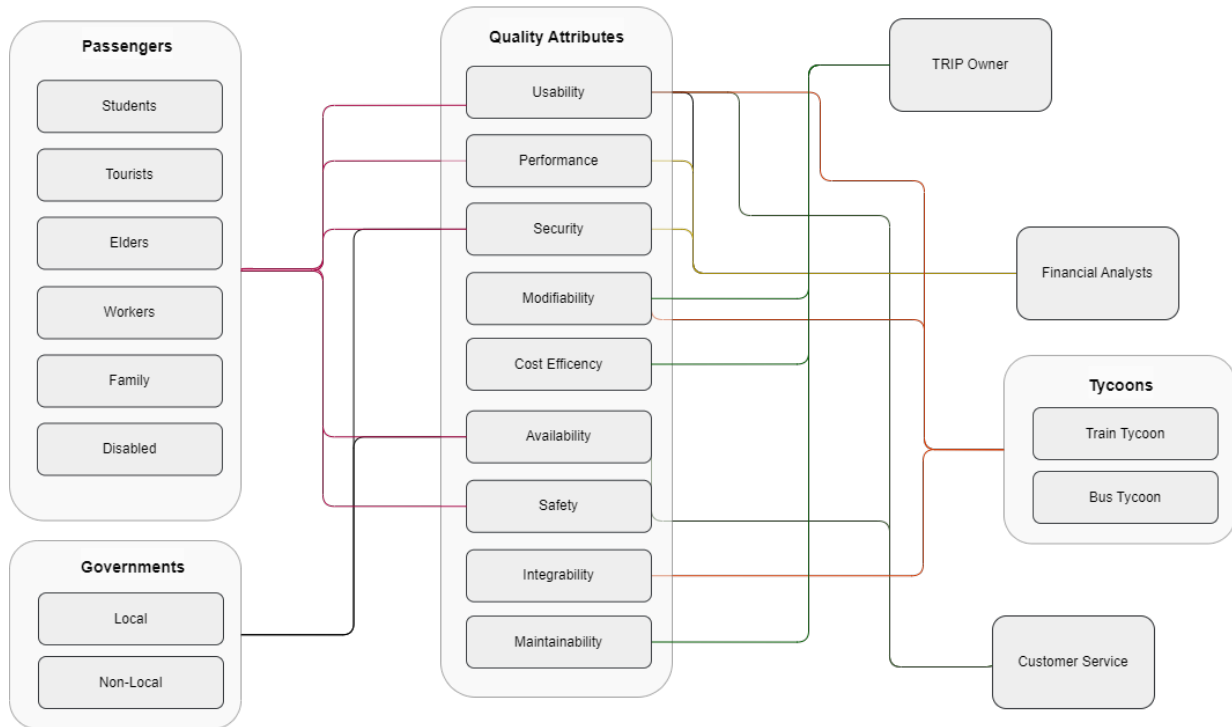 Passengers
Students
Tourists
Elders
Workers
Family
Disabled
Governments
Local
Non-Local
Quality Attributes
Usability
Performance
Security
Modifiability
Cost Efficency
Availability
Safety
Integrability
Maintainability
TRIP Owner
Financial Analysts
Tycoons
Train Tycoon
Bus Tycoon
Customer Service